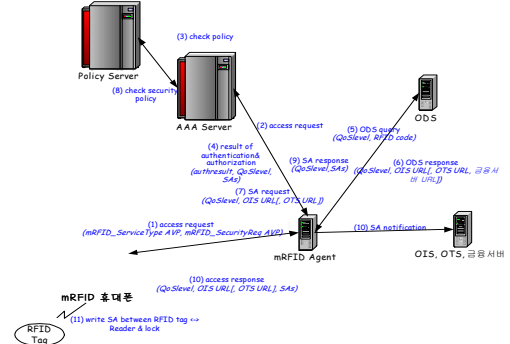 (3) check policy
Policy Server
(8) check security
policy
AAA Server
(2) access request
ODS
(5) ODS query
(QoSlevel, RFID code)
(4) result of
authentication&
authorization
(authresult, QoSlevel,
SAs)
(9) SA response
(QoSlevel,SAs)
(6) ODS response
(QoSlevel, OIS URL[, OTS URL, 금융서
버 URL])
(7) SA request
(QoSlevel, OIS URL[, OTS URL])
(1) access request
(mRFID_ServiceType AVP, mRFID_SecurityReq AVP)
(10) SA notification
mRFID Agent
OIS, OTS, 금융서버
(10) access response
(QoSlevel, OIS URL[, OTS URL], SAs)
mRFID 휴대폰
(11) write SA between RFID tag <->
Reader & lock
RFID
Tag